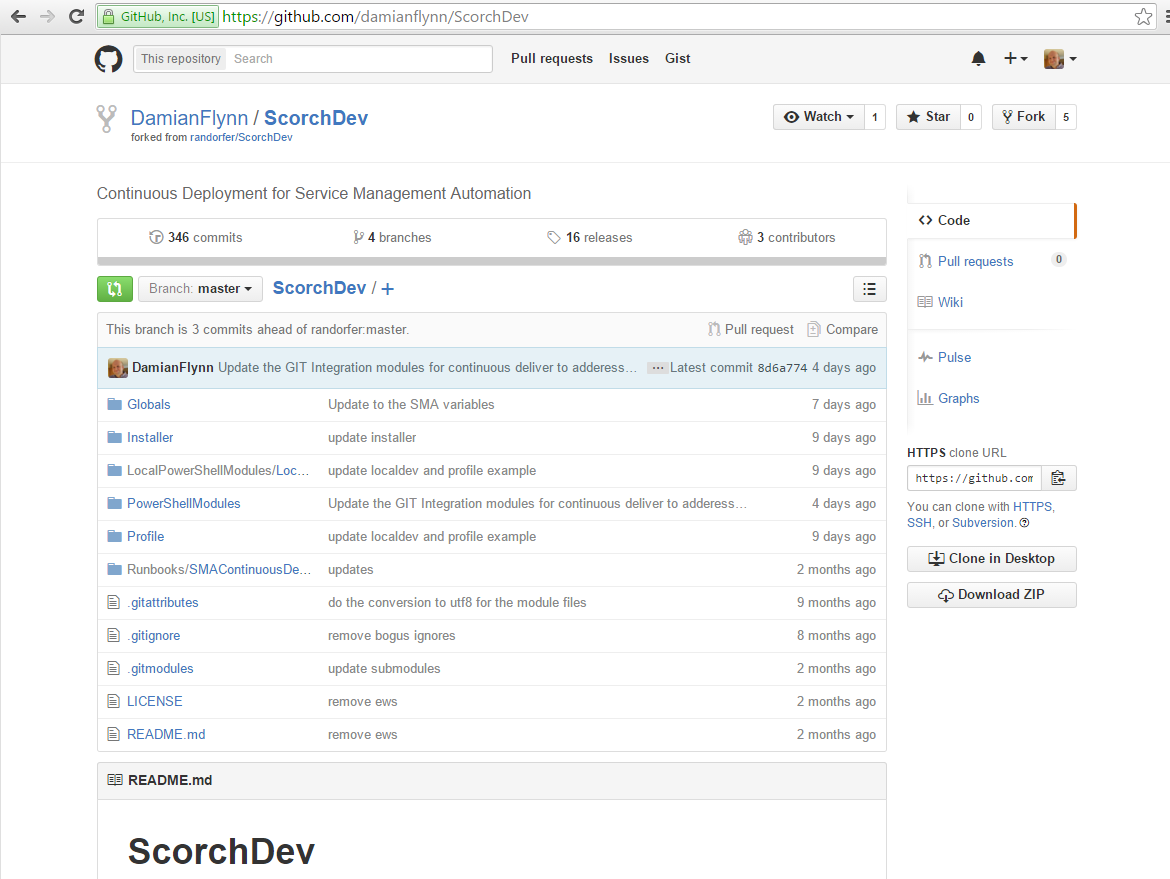 GitHub, Inc. [US] https://github.com/damianflynn/ScorchDev
This repository Search Pull requests Issues Gist
DamianFlynn / ScorchDev
forked from randorfer/ScorchDev
Watch 1 Star 0 Fork 5
Continuous Deployment for Service Management Automation
346 commits 4 branches 16 releases 3 contributors
Branch: master ScorchDev / +
This branch is 3 commits ahead of randorfer:master. Pull request Compare
DamianFlynn Update the GIT Integration modules for continuous deliver to adderess… … Latest commit 8d6a774 4 days ago
Globals Update to the SMA variables 7 days ago
Installer update installer 9 days ago
LocalPowerShellModules/Loc… update localdev and profile example 9 days ago
PowerShellModules Update the GIT Integration modules for continuous deliver to adderess… 4 days ago
Profile update localdev and profile example 9 days ago
Runbooks/SMAContinuousDe… updates 2 months ago
.gitattributes do the conversion to utf8 for the module files 9 months ago
.gitignore remove bogus ignores 8 months ago
.gitmodules update submodules 2 months ago
LICENSE remove ews 2 months ago
README.md remove ews 2 months ago
README.md
ScorchDev
Code
Pull requests 0
Wiki
Pulse
Graphs
HTTPS clone URL
https://github.com
You can clone with HTTPS,
SSH, or Subversion.
Clone in Desktop
Download ZIP